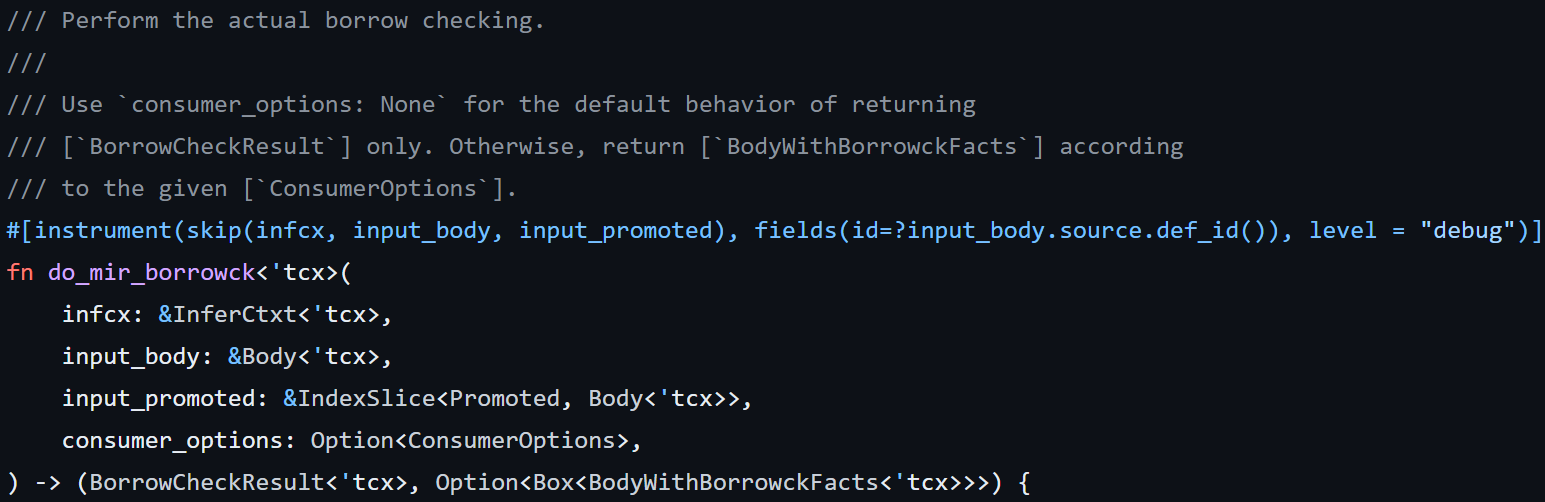 /// Perform the actual borrow checking.
///
/// Use `consumer_options: None` for the default behavior of returning
/// [`BorrowCheckResult`] only. Otherwise, return [`BodyWithBorrowckFacts`] according
/// to the given [`ConsumerOptions`].
#[instrument(skip(infcx, input_body, input_promoted), fields(id=?input_body.source.def_id()), level = "debug")]
fn do_mir_borrowck<'tcx>(
    infcx: &InferCtxt<'tcx>,
    input_body: &Body<'tcx>,
    input_promoted: &IndexSlice<Promoted, Body<'tcx>>,
    consumer_options: Option<ConsumerOptions>,
) -> (BorrowCheckResult<'tcx>, Option<Box<BodyWithBorrowckFacts<'tcx>>>) {